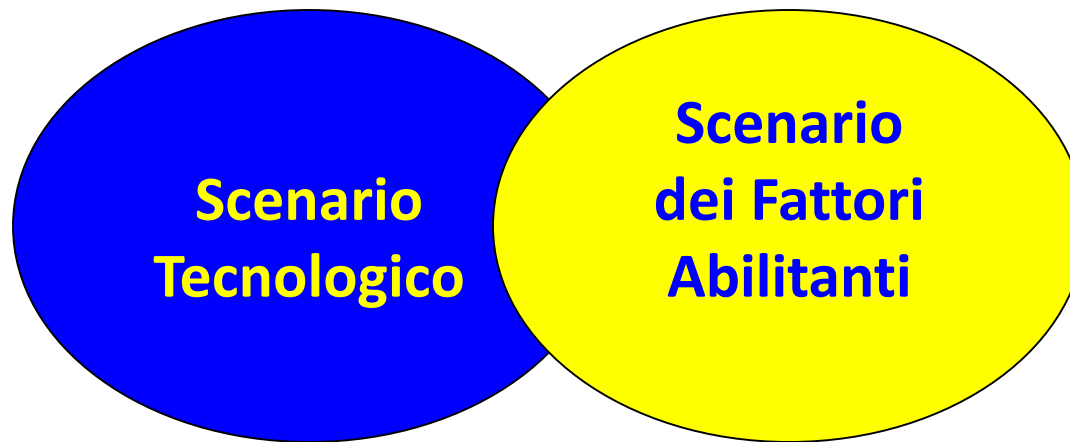 Scenario
Tecnologico
Scenario
dei Fattori
Abilitanti